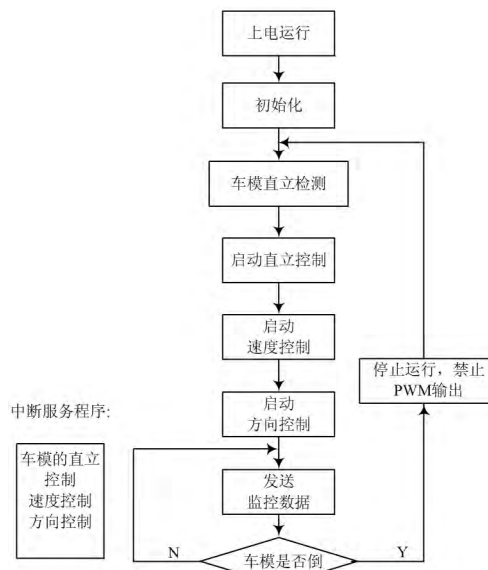 上电运行
初始化
车模直立检测
启动直立控制
启动
速度控制
停止运行，禁止
PWM输出
启动
方向控制
中断服务程序:
车模的直立
控制
速度控制
方向控制
发送
监控数据
N
车模是否倒
Y